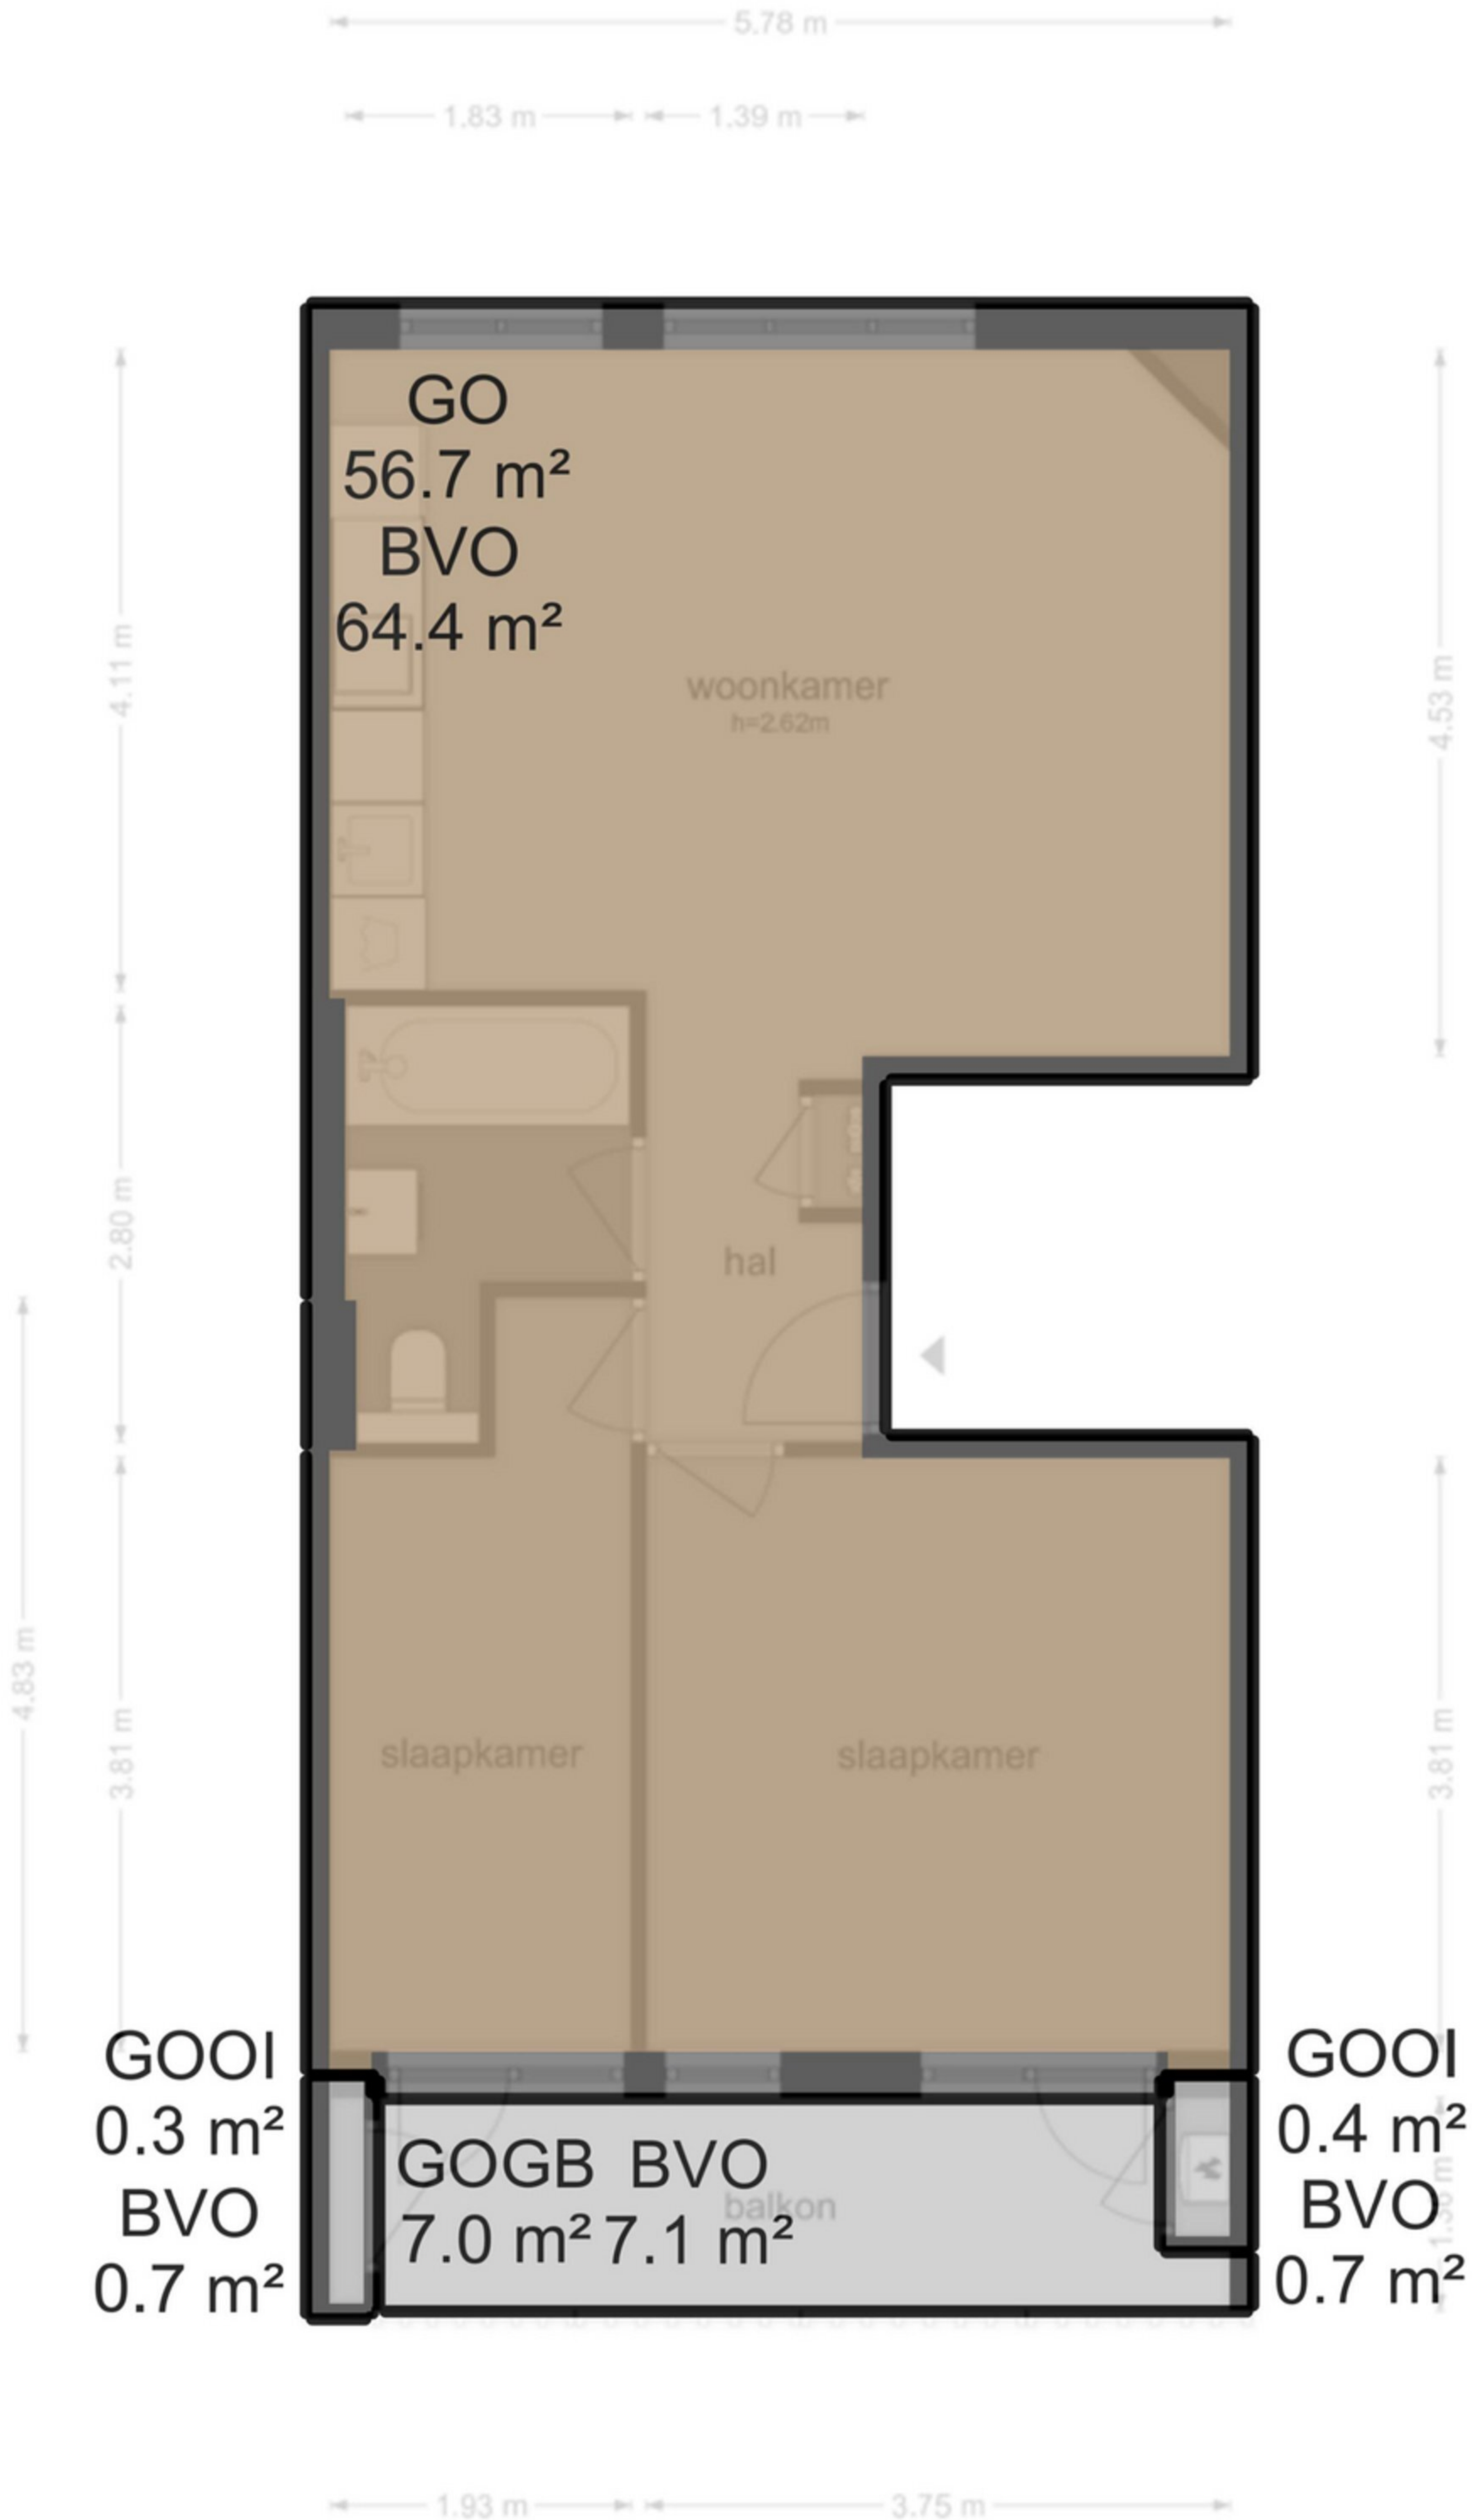 5.78 m
1.83 m
1.39 m
GO
56.7 m²
BVO
64.4 m²
woonkamer
h=2.62m
4.11 m
4.53 m
2.80 m
hal
4.83 m
3.81 m
3.81 m
slaapkamer
slaapkamer
GOOI
0.3 m²
BVO
0.7 m²
GOGB BVO
7.0 m² 7.1 m²
balkon
GOOI
0.4 m²
BVO
0.7 m²
1.93 m
3.75 m